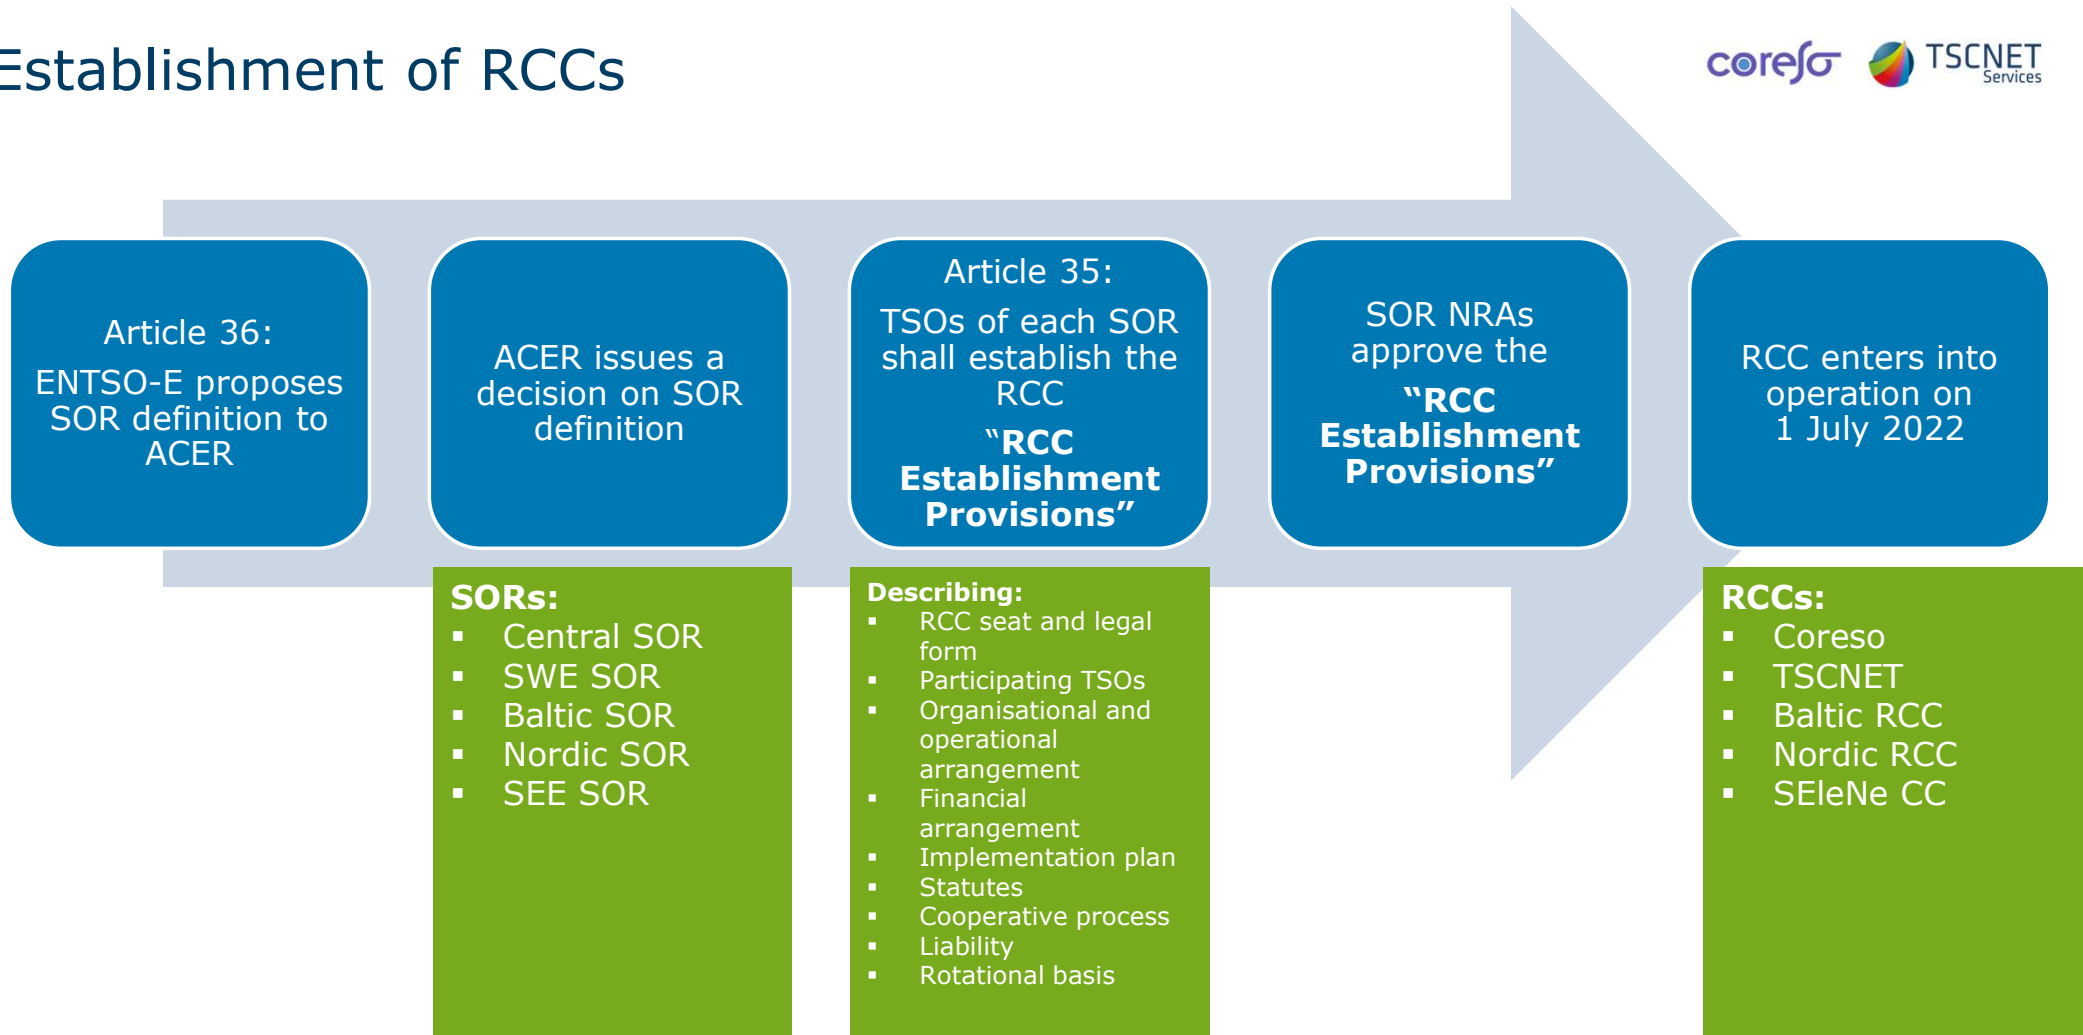 Establishment of RCCs
coreso
TSCNET
Services
Article 36:
ENTSO-E proposes
SOR definition to
ACER
ACER issues a
decision on SOR
definition
Article 35:
TSOs of each SOR
shall establish the
RCC
“RCC
Establishment
Provisions”
SOR NRAs
approve the
“RCC
Establishment
Provisions”
RCC enters into
operation on
1 July 2022
SORs:
▪ Central SOR
▪ SWE SOR
▪ Baltic SOR
▪ Nordic SOR
▪ SEE SOR
Describing:
▪ RCC seat and legal
form
▪ Participating TSOs
▪ Organisational and
operational
arrangement
▪ Financial
arrangement
▪ Implementation plan
▪ Statutes
▪ Cooperative process
▪ Liability
▪ Rotational basis
RCCs:
▪ Coreso
▪ TSCNET
▪ Baltic RCC
▪ Nordic RCC
▪ SEleNe CC